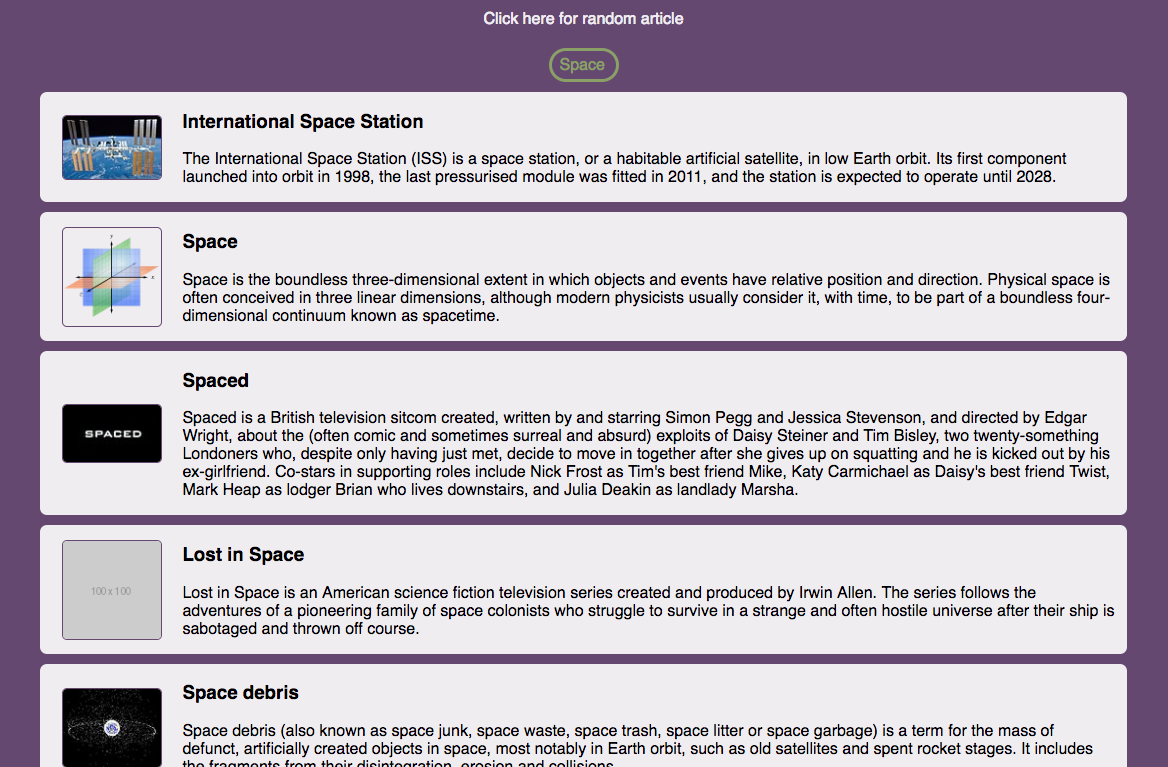 Click here for random article
Space
International Space Station
The International Space Station (ISS) is a space station, or a habitable artificial satellite, in low Earth orbit. Its first component
launched into orbit in 1998, the last pressurised module was fitted in 2011, and the station is expected to operate until 2028.
Space
Space is the boundless three-dimensional extent in which objects and events have relative position and direction. Physical space is
often conceived in three linear dimensions, although modern physicists usually consider it, with time, to be part of a boundless four-
dimensional continuum known as spacetime.
Spaced
SPACED
Spaced is a British television sitcom created, written by and starring Simon Pegg and Jessica Stevenson, and directed by Edgar
Wright, about the (often comic and sometimes surreal and absurd) exploits of Daisy Steiner and Tim Bisley, two twenty-something
Londoners who, despite only having just met, decide to move in together after she gives up on squatting and he is kicked out by his
ex-girlfriend. Co-stars in supporting roles include Nick Frost as Tim's best friend Mike, Katy Carmichael as Daisy's best friend Twist,
Mark Heap as lodger Brian who lives downstairs, and Julia Deakin as landlady Marsha.
Lost in Space
100 x 100
Lost in Space is an American science fiction television series created and produced by Irwin Allen. The series follows the
adventures of a pioneering family of space colonists who struggle to survive in a strange and often hostile universe after their ship is
sabotaged and thrown off course.
Space debris
Space debris (also known as space junk, space waste, space trash, space litter or space garbage) is a term for the mass of
defunct, artificially created objects in space, most notably in Earth orbit, such as old satellites and spent rocket stages. It includes
the fragments from their disintegration, erosion and collisions.